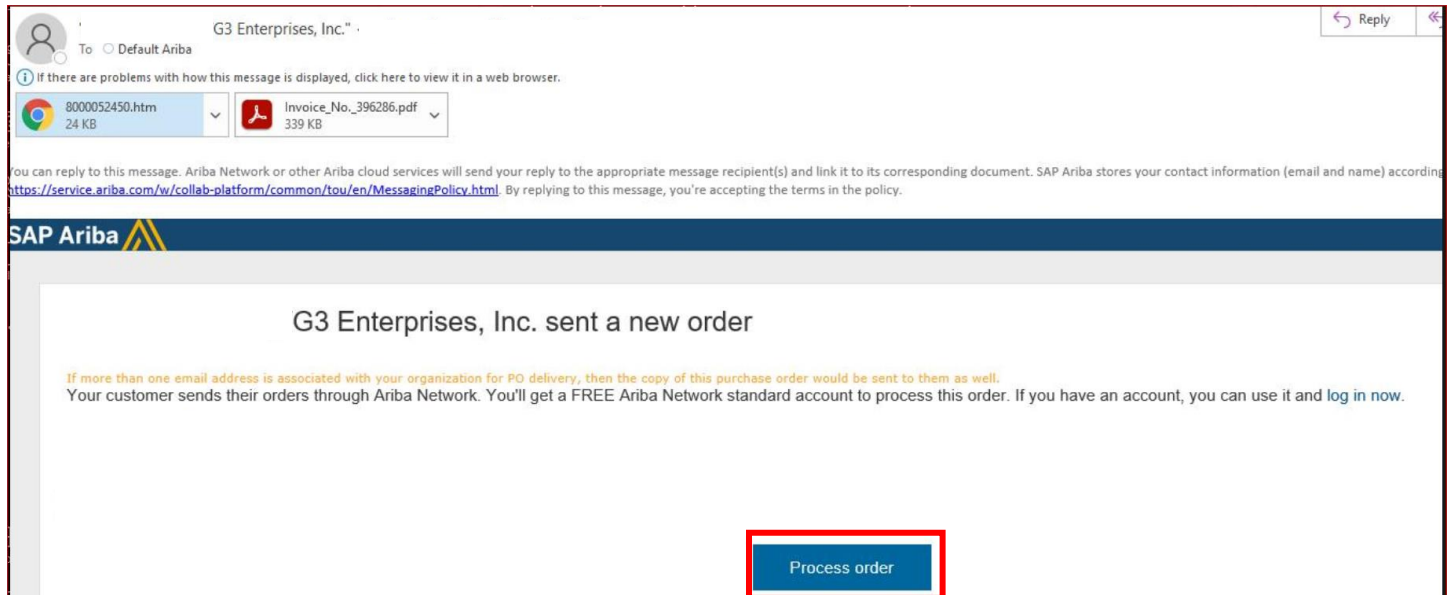 G3 Enterprises, Inc."
Reply
To Default Ariba
If there are problems with how this message is displayed, click here to view it in a web browser.
8000052450.htm
24 KB
Invoice_No._396286.pdf
339 KB
You can reply to this message. Ariba Network or other Ariba cloud services will send your reply to the appropriate message recipient(s) and link it to its corresponding document. SAP Ariba stores your contact information (email and name) according
https://service.ariba.com/w/collab-platform/common/tou/en/MessagingPolicy.html. By replying to this message, you're accepting the terms in the policy.
SAP Ariba
G3 Enterprises, Inc. sent a new order
If more than one email address is associated with your organization for PO delivery, then the copy of this purchase order would be sent to them as well.
Your customer sends their orders through Ariba Network. You'll get a FREE Ariba Network standard account to process this order. If you have an account, you can use it and log in now.
Process order